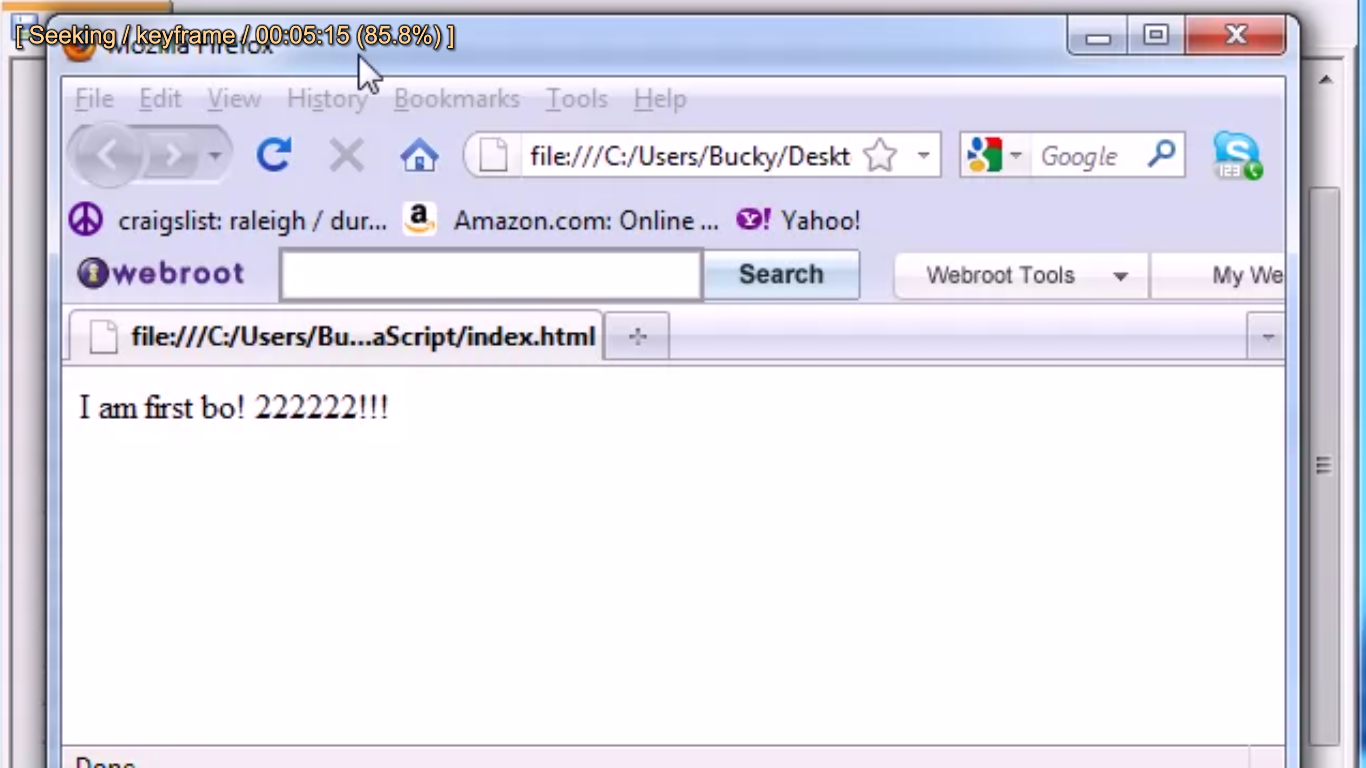 [ Seeking / keyframe / 00:05:15 (85.8%) ]
Mozilla Firefox
File Edit View History Bookmarks Tools Help
file:///C:/Users/Bucky/Deskt Google
craigslist: raleigh / dur... Amazon.com: Online ... Yahoo!
webroot Search Webroot Tools My We
file:///C:/Users/Bu...aScript/index.html
I am first bo! 222222!!!
Done